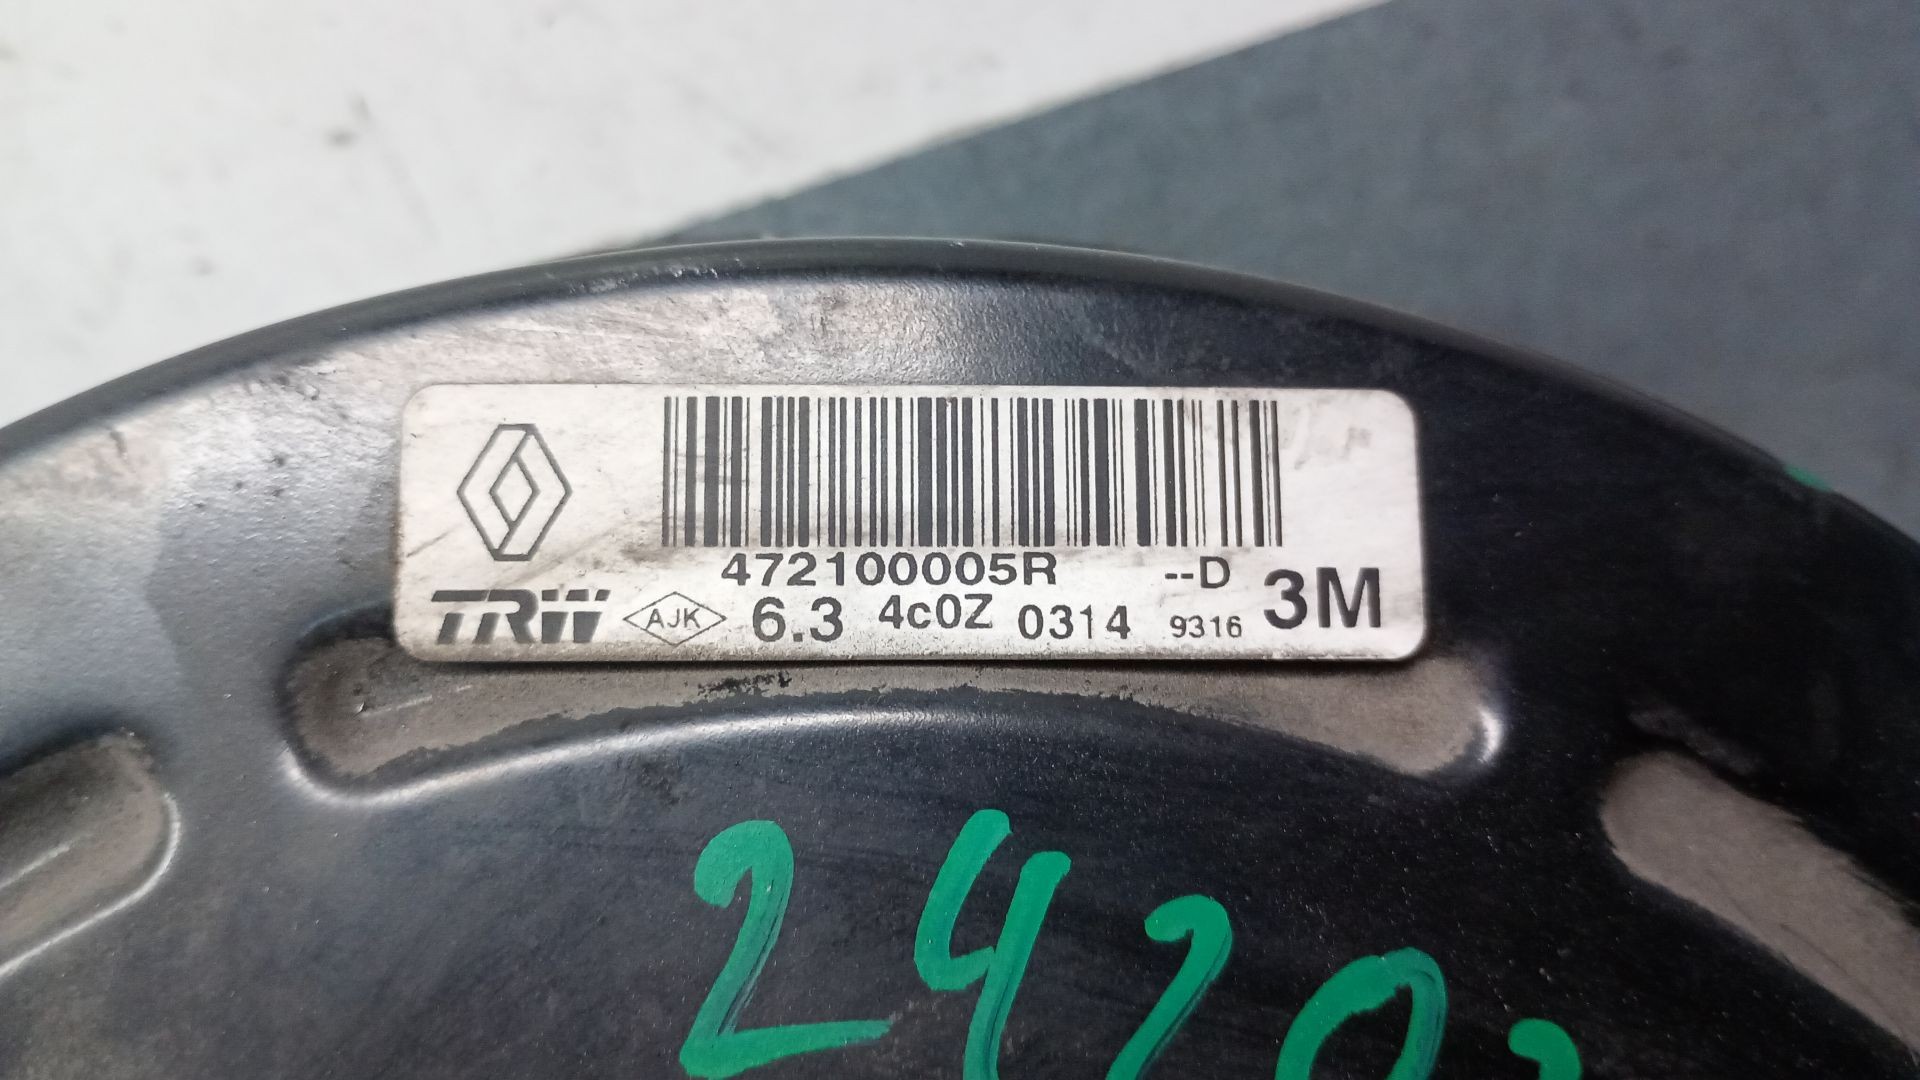 472100005R --D
TRW AJK 6.3 4c0Z 0314 9316 3M